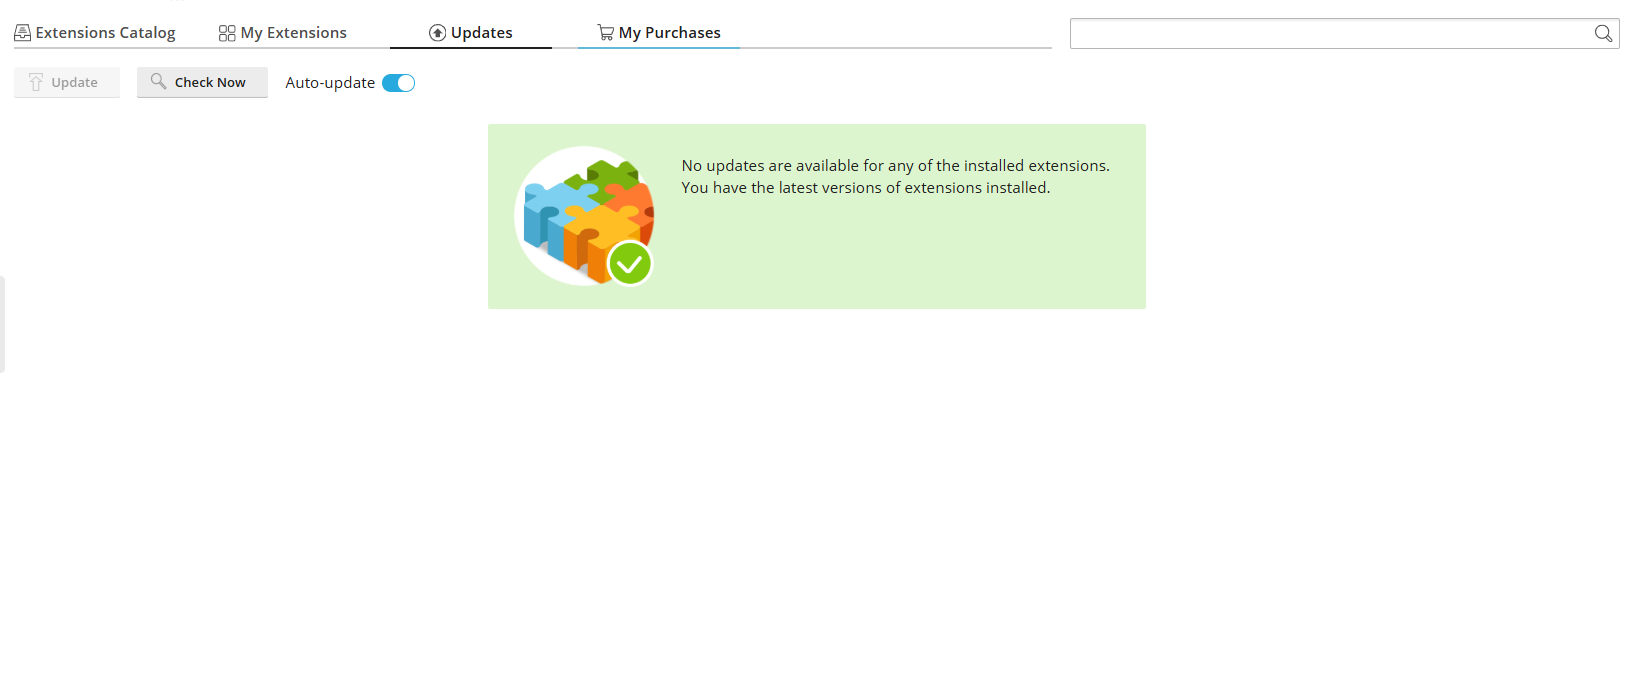 Extensions Catalog My Extensions Updates My Purchases
Update Check Now Auto-update
No updates are available for any of the installed extensions.
You have the latest versions of extensions installed.